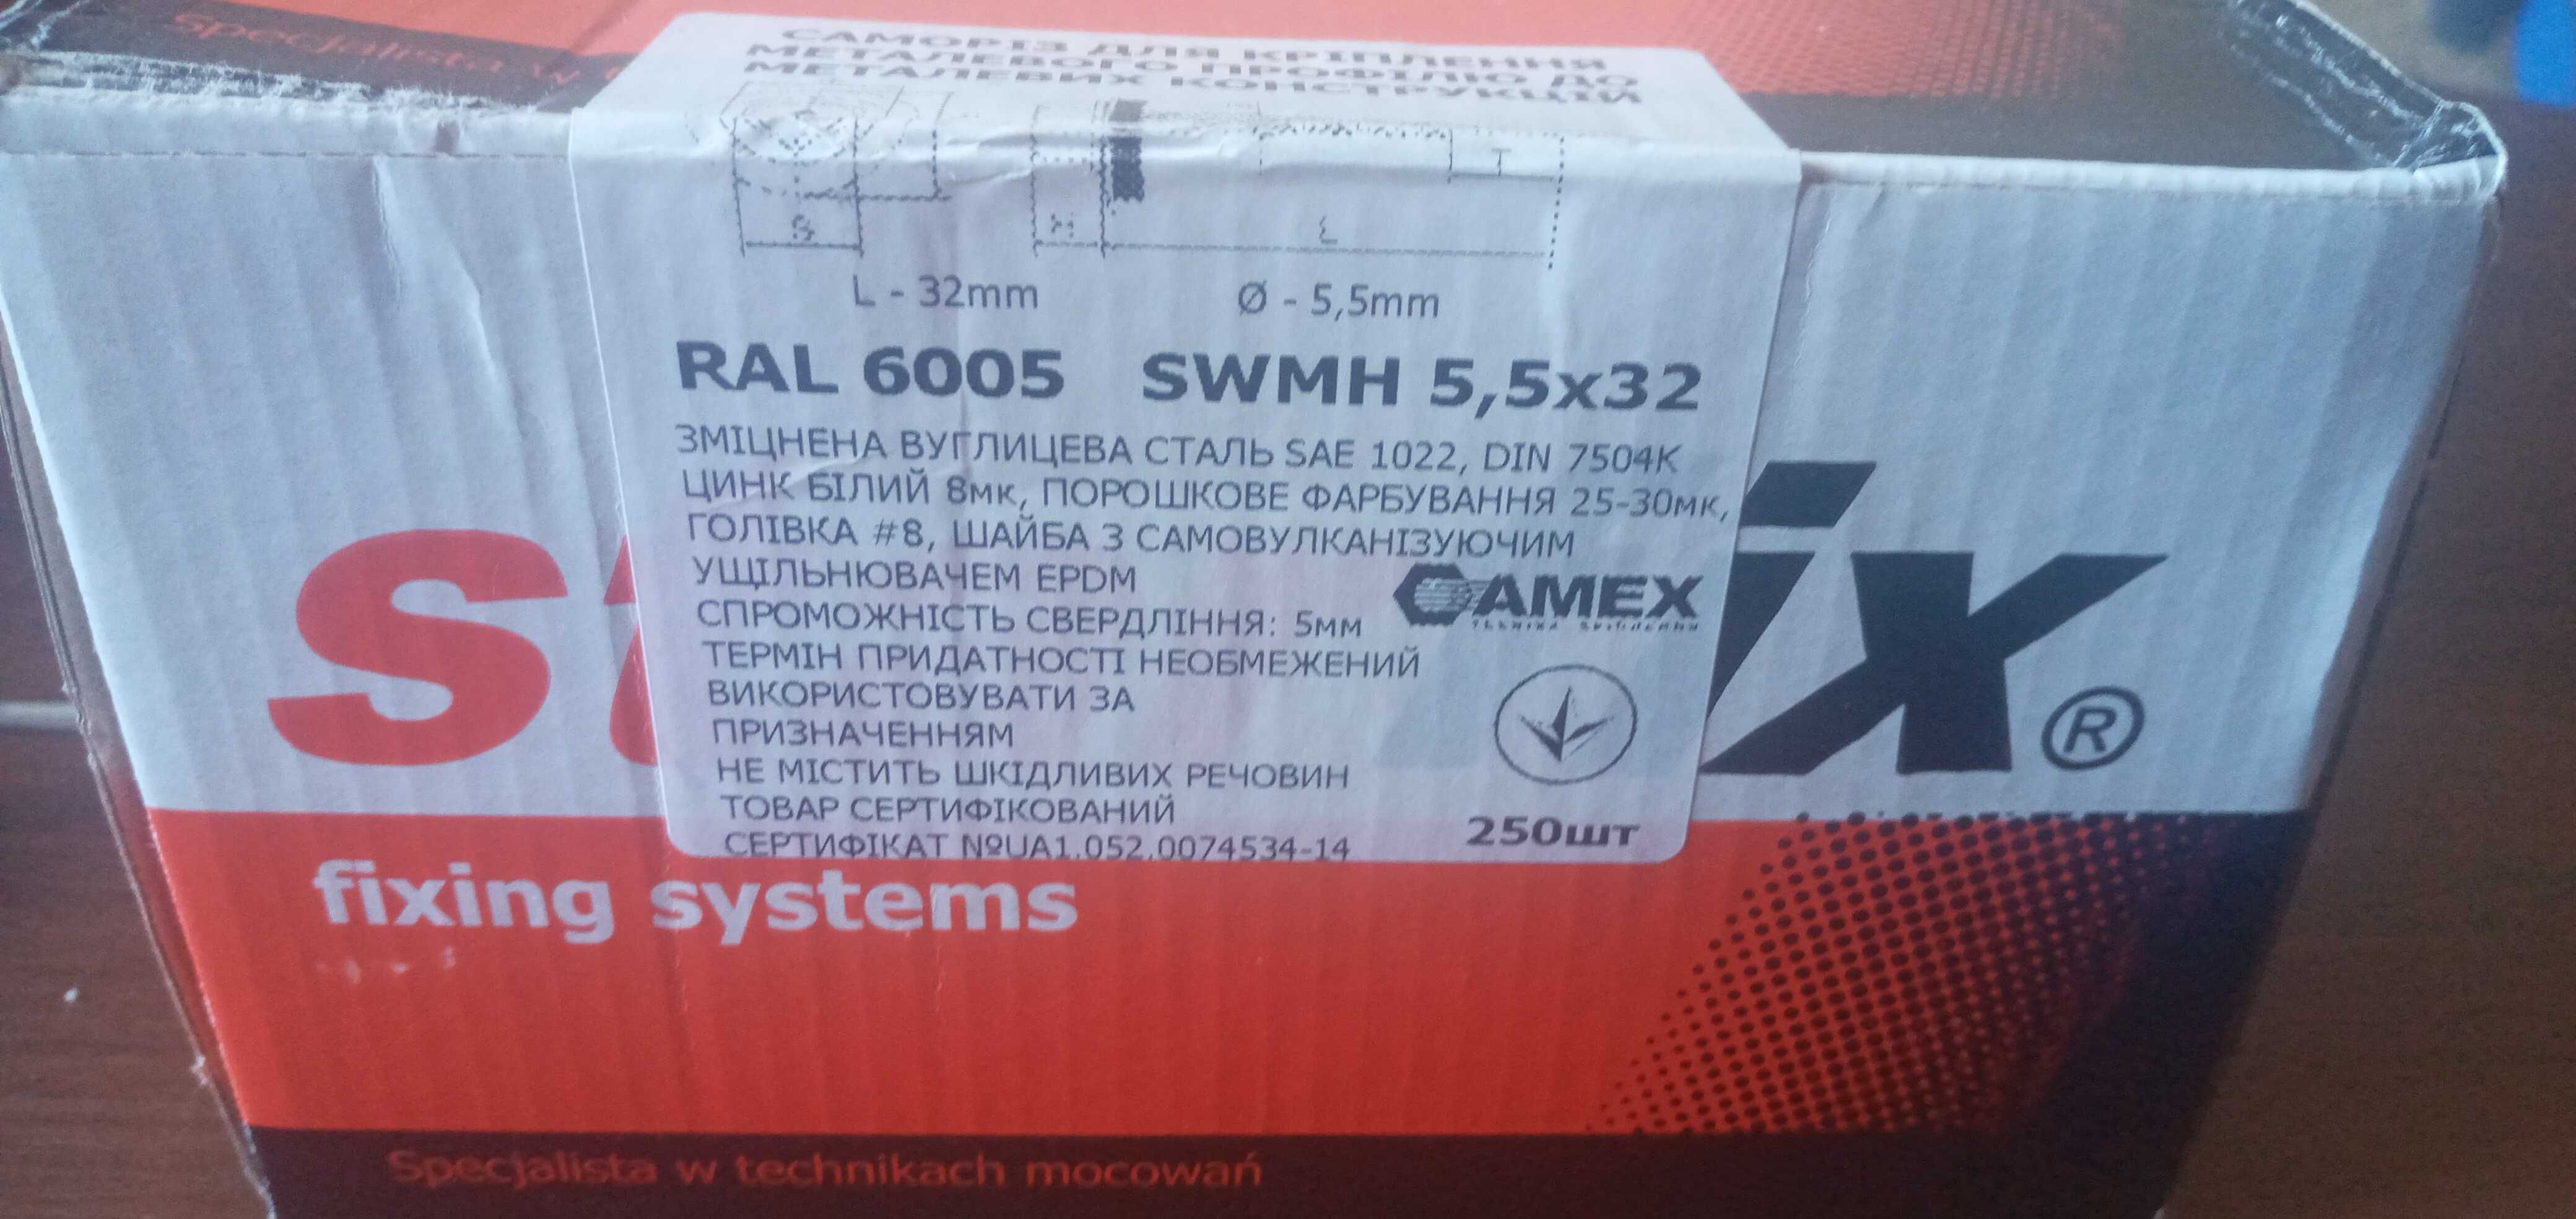 specjalista w
САМОРІЗ ДЛЯ КРІПЛЕННЯ
МЕТАЛЕВОГО ПРОФІЛЮ ДО
МЕТАЛЕВИХ КОНСТРУКЦІЙ
B H L T
L - 32mm Ø - 5,5mm
RAL 6005 SWMH 5,5x32
ЗМІЦНЕНА ВУГЛИЦЕВА СТАЛЬ SAE 1022, DIN 7504K
ЦИНК БІЛИЙ 8мк, ПОРОШКОВЕ ФАРБУВАННЯ 25-30мк,
ГОЛІВКА #8, ШАЙБА З САМОВУЛКАНІЗУЮЧИМ
УЩІЛЬНЮВАЧЕМ EPDM
СПРОМОЖНІСТЬ СВЕРДЛІННЯ: 5мм
AMEX
ТЕРМІН ПРИДАТНОСТІ НЕОБМЕЖЕНИЙ
ВИКОРИСТОВУВАТИ ЗА
ПРИЗНАЧЕННЯМ
НЕ МІСТИТЬ ШКІДЛИВИХ РЕЧОВИН
ТОВАР СЕРТИФІКОВАНИЙ
СЕРТИФІКАТ №UA1.052.0074534-14
250шт
s ix ®
fixing systems
Specjalista w technikach mocowań